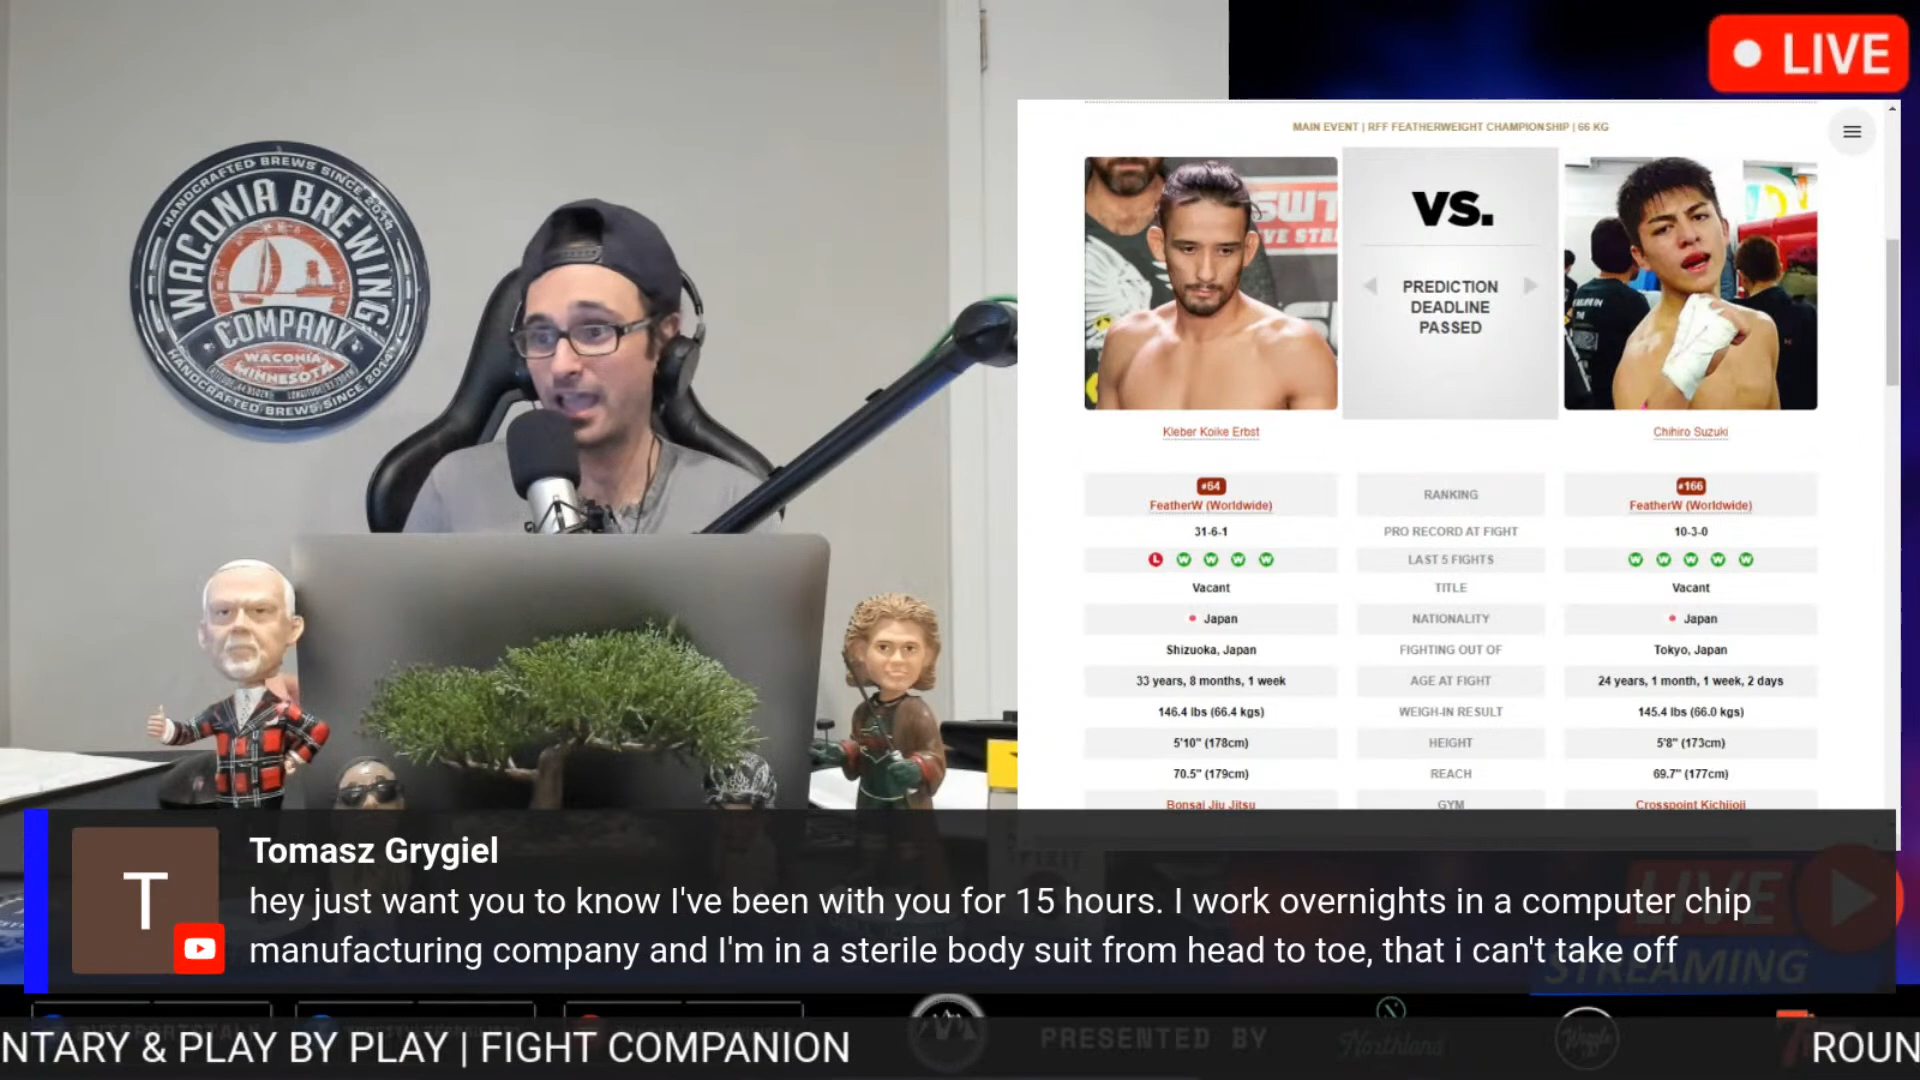 LIVE
HANDCRAFTED BREWS SINCE 2014
WACONIA BREWING
COMPANY
WACONIA
MINNESOTA
HANDCRAFTED BREWS SINCE 2014
MAIN EVENT | RFF FEATHERWEIGHT CHAMPIONSHIP | 66 KG
VS.
PREDICTION
DEADLINE
PASSED
Kleber Koike Erbst
Chihiro Suzuki
#64 RANKING #166
FeatherW (Worldwide) FeatherW (Worldwide)
31-6-1 PRO RECORD AT FIGHT 10-3-0
L W W W W LAST 5 FIGHTS W W W W W
Vacant TITLE Vacant
Japan NATIONALITY Japan
Shizuoka, Japan FIGHTING OUT OF Tokyo, Japan
33 years, 8 months, 1 week AGE AT FIGHT 24 years, 1 month, 1 week, 2 days
146.4 lbs (66.4 kgs) WEIGH-IN RESULT 145.4 lbs (66.0 kgs)
5'10" (178cm) HEIGHT 5'8" (173cm)
70.5" (179cm) REACH 69.7" (177cm)
Bonsai Jiu Jitsu GYM Crosspoint Kichijoji
T
Tomasz Grygiel
hey just want you to know I've been with you for 15 hours. I work overnights in a computer chip
manufacturing company and I'm in a sterile body suit from head to toe, that i can't take off
LIVE
STREAMING
PRESENTED BY
Northland
NTARY & PLAY BY PLAY | FIGHT COMPANION
ROUN